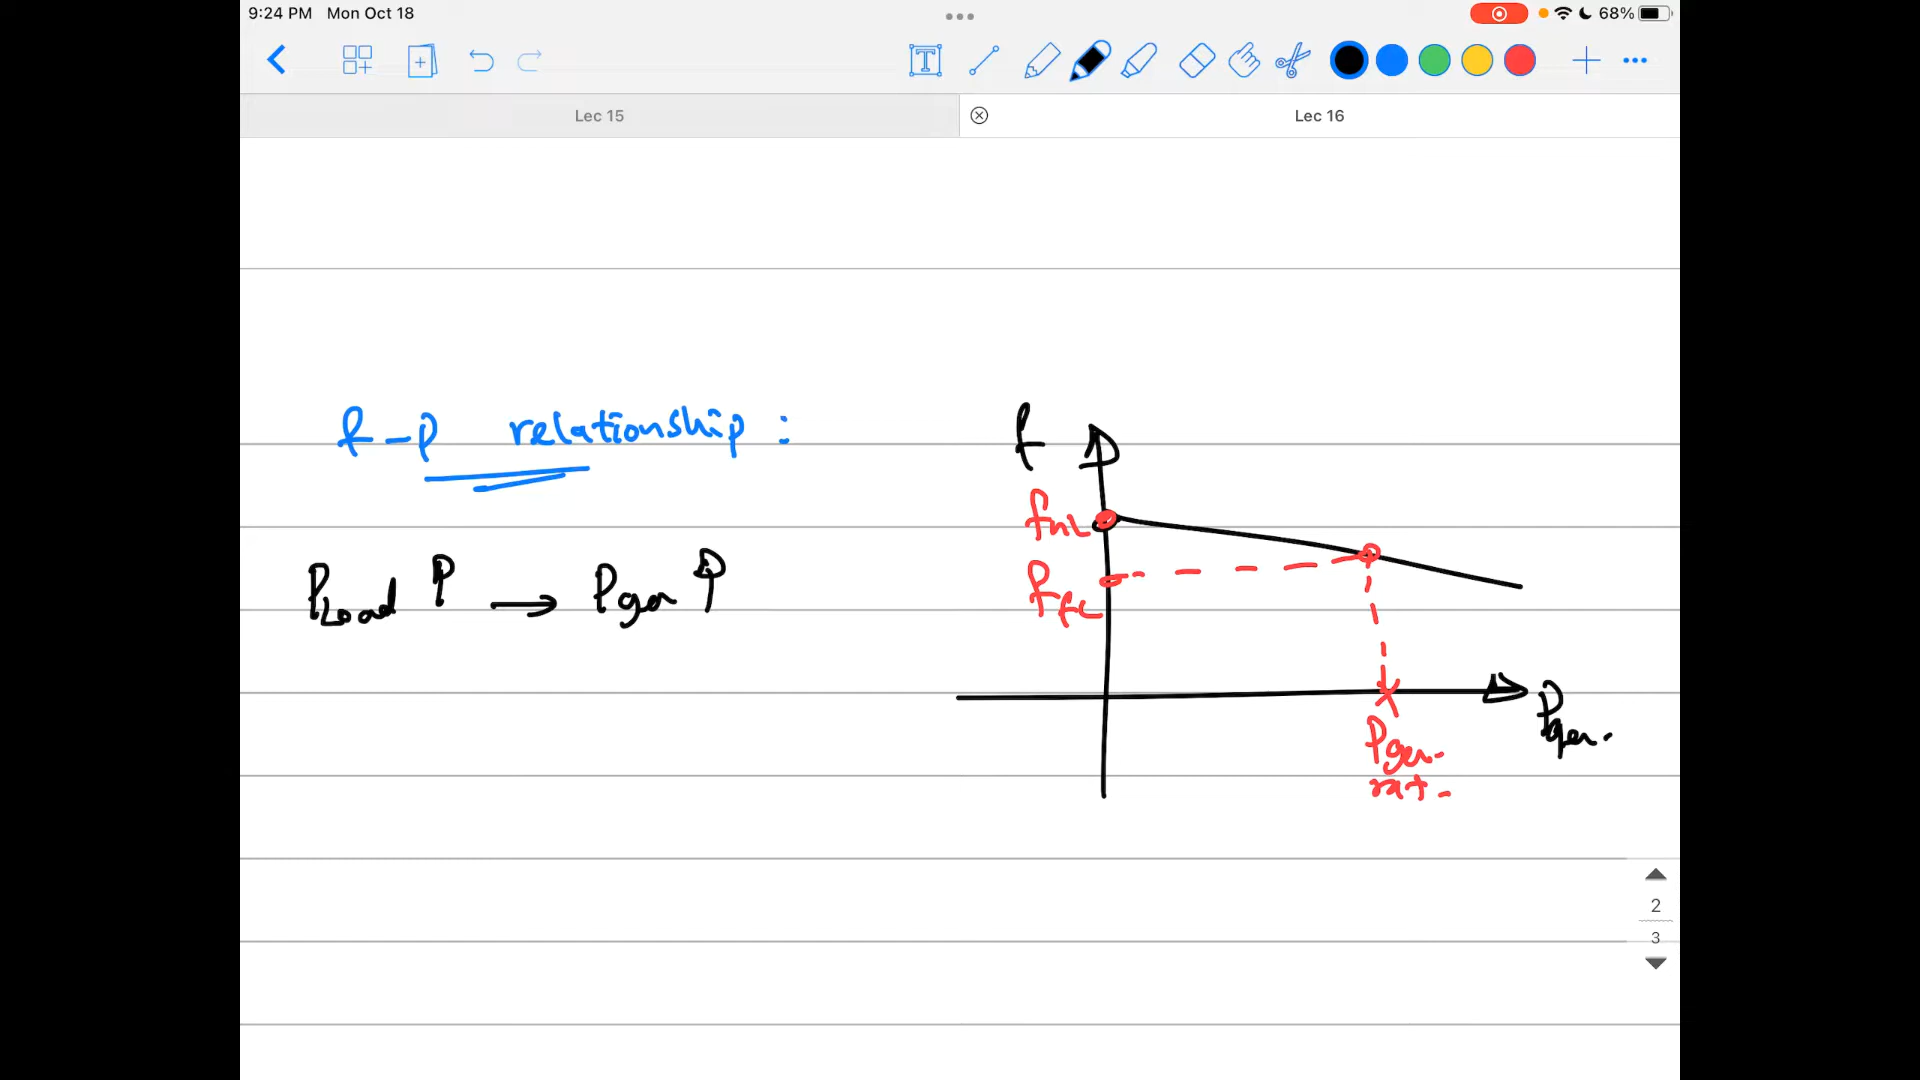 9:24 PM Mon Oct 18
68%
Lec 15
Lec 16
f-p relationship :
f
fnL
PLoad ↑ → Pgen ↑
ffL
Pgen.
Pgen.
rat.
2
3